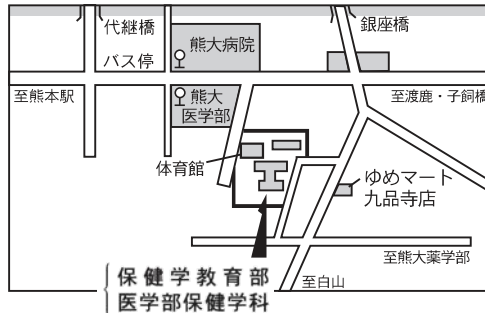 代継橋
銀座橋
熊大病院
バス停
至熊本駅
熊大
医学部
至渡鹿・子飼橋
体育館
ゆめマート
九品寺店
至熊大薬学部
至白山
保健学教育部
医学部保健学科